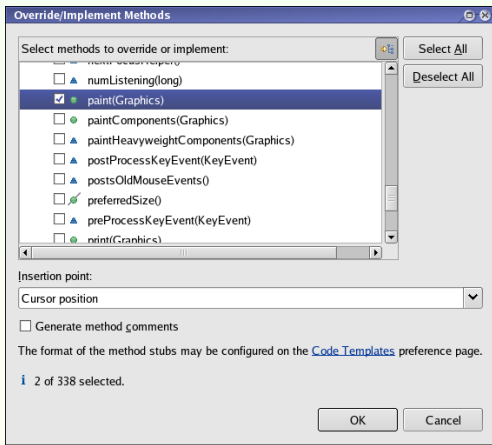 Override/Implement Methods
Select methods to override or implement:
Select All
Deselect All
nextFocusHelper()
numListening(long)
paint(Graphics)
paintComponents(Graphics)
paintHeavyweightComponents(Graphics)
postProcessKeyEvent(KeyEvent)
postsOldMouseEvents()
preferredSize()
preProcessKeyEvent(KeyEvent)
print(Graphics)
Insertion point:
Cursor position
Generate method comments
The format of the method stubs may be configured on the Code Templates preference page.
i 2 of 338 selected.
OK
Cancel